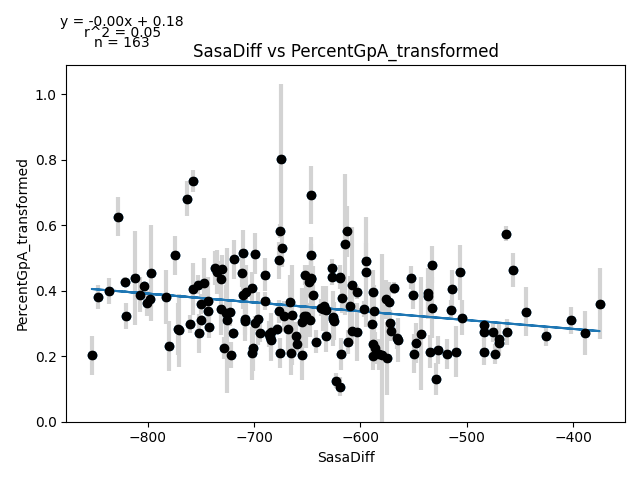 y = -0.00x + 0.18
r^2 = 0.05
n = 163
SasaDiff vs PercentGpA_transformed
1.0
0.8
0.6
0.4
0.2
0.0
PercentGpA_transformed
−800 −700 −600 −500 −400
SasaDiff